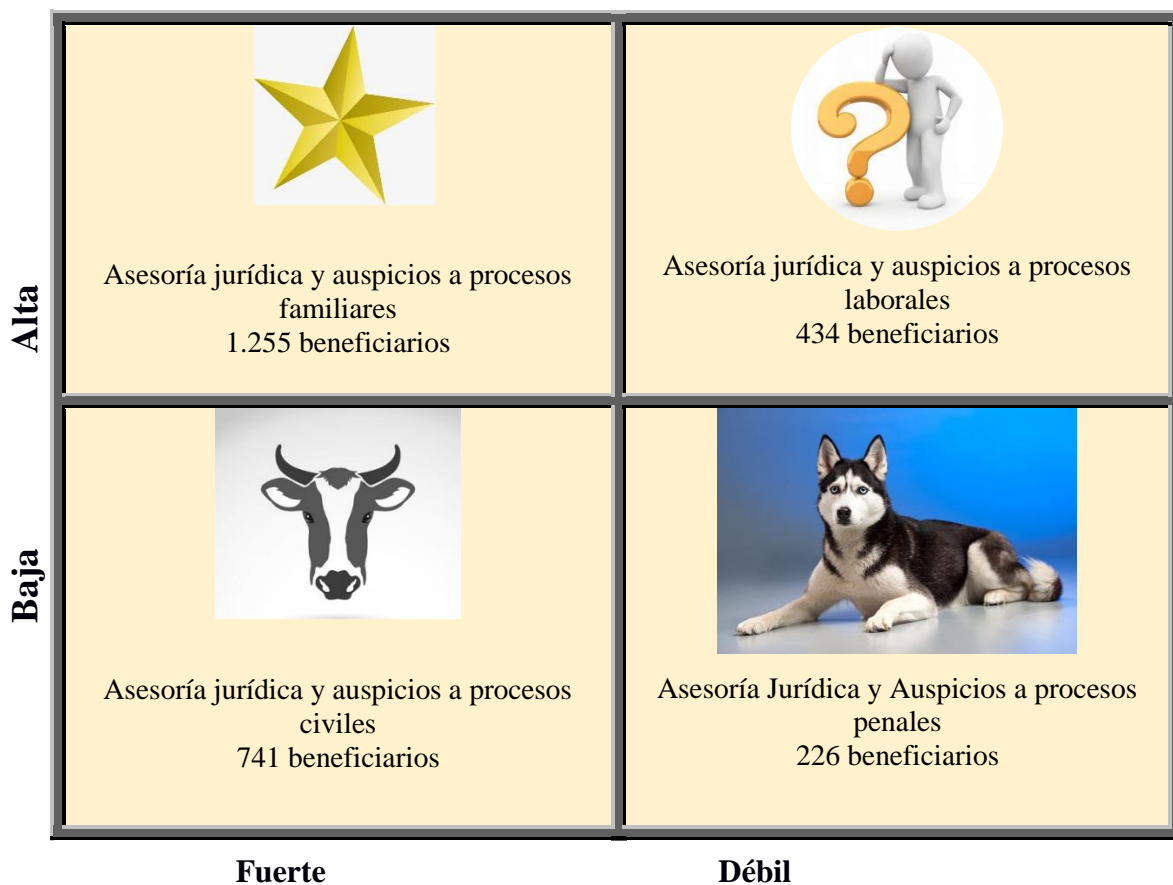 Alta
Asesoría jurídica y auspicios a procesos
familiares
1.255 beneficiarios
Asesoría jurídica y auspicios a procesos
laborales
434 beneficiarios
Baja
Asesoría jurídica y auspicios a procesos
civiles
741 beneficiarios
Asesoría Jurídica y Auspicios a procesos
penales
226 beneficiarios
Fuerte
Débil